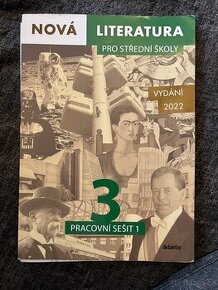 NOVÁ LITERATURA
PRO STŘEDNÍ ŠKOLY
VYDÁNÍ
2022
3
PRACOVNÍ SEŠIT 1
didaktis